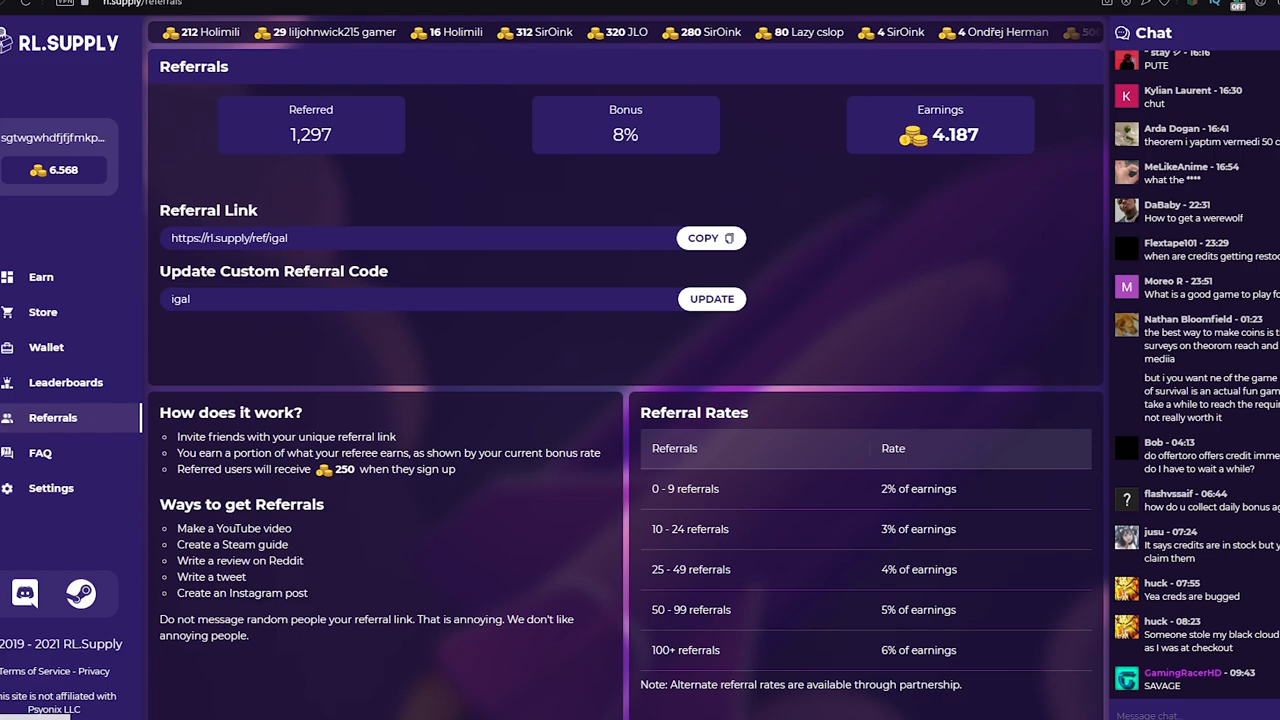 VPN
rl.supply/referrals
OFF
RL.SUPPLY
212 Holimili 29 liljohnwick215 gamer 16 Holimili 312 SirOink 320 JLO 280 SirOink 80 Lazy cslop 4 SirOink 4 Ondřej Herman 500
sgtwgwhdfjfjfmkp...
6.568
Earn
Store
Wallet
Leaderboards
Referrals
FAQ
Settings
2019 - 2021 RL.Supply
Terms of Service - Privacy
his site is not affiliated with
Psyonix LLC
Referrals
Referred
1,297
Bonus
8%
Earnings
4.187
Referral Link
https://rl.supply/ref/igal
COPY
Update Custom Referral Code
igal
UPDATE
How does it work?
Invite friends with your unique referral link
You earn a portion of what your referee earns, as shown by your current bonus rate
Referred users will receive 250 when they sign up
Ways to get Referrals
Make a YouTube video
Create a Steam guide
Write a review on Reddit
Write a tweet
Create an Instagram post
Do not message random people your referral link. That is annoying. We don't like
annoying people.
Referral Rates
Referrals Rate
0 - 9 referrals 2% of earnings
10 - 24 referrals 3% of earnings
25 - 49 referrals 4% of earnings
50 - 99 referrals 5% of earnings
100+ referrals 6% of earnings
Note: Alternate referral rates are available through partnership.
Chat
stay シ - 16:16
PUTE
Kylian Laurent - 16:30
K
chut
Arda Dogan - 16:41
theorem i yaptım vermedi 50 c
MeLikeAnime - 16:54
what the ****
DaBaby - 22:31
How to get a werewolf
Flextape101 - 23:29
when are credits getting restoc
Moreo R - 23:51
M
What is a good game to play fo
Nathan Bloomfield - 01:23
the best way to make coins is t
surveys on theorom reach and
mediia
but i you want ne of the game
of survival is an actual fun gam
take a while to reach the requir
not really worth it
Bob - 04:13
do offertoro offers credit imme
do I have to wait a while?
flashvssaif - 06:44
?
how do u collect daily bonus ag
jusu - 07:24
It says credits are in stock but y
claim them
huck - 07:55
Yea creds are bugged
huck - 08:23
Someone stole my black cloud
as I was at checkout
GamingRacerHD - 09:43
SAVAGE
Message chat...